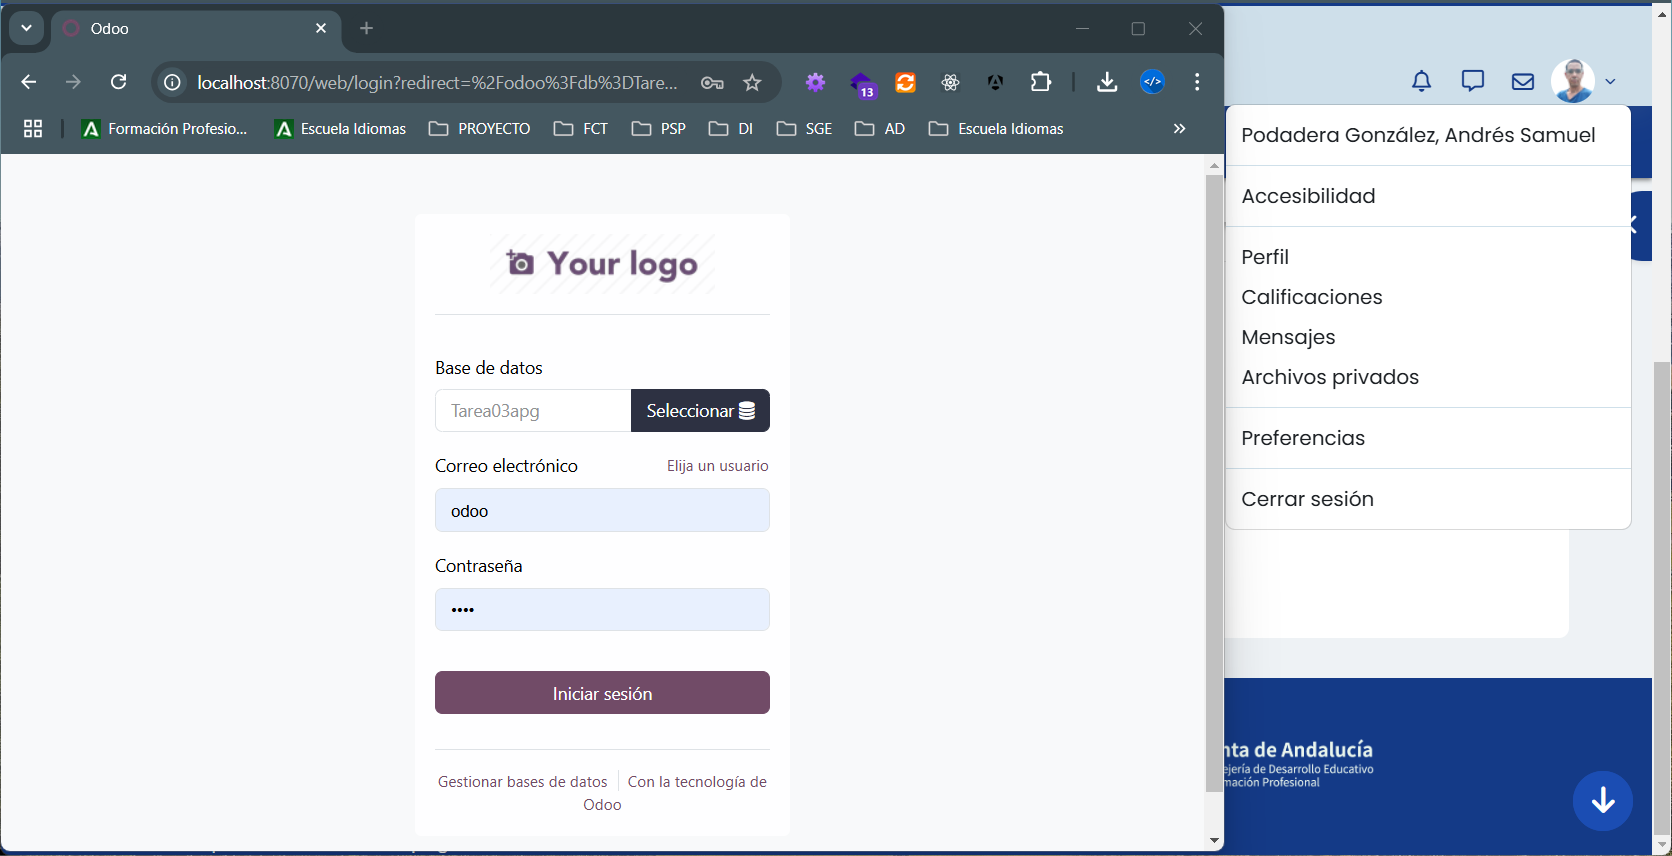 Odoo
localhost:8070/web/login?redirect=%2Fodoo%3Fdb%3DTare...
13
Formación Profesio...
Escuela Idiomas
PROYECTO
FCT
PSP
DI
SGE
AD
Escuela Idiomas
Your logo
Base de datos
Tarea03apg
Seleccionar
Correo electrónico
Elija un usuario
odoo
Contraseña
••••
Iniciar sesión
Gestionar bases de datos
Con la tecnología de
Odoo
Podadera González, Andrés Samuel
Accesibilidad
Perfil
Calificaciones
Mensajes
Archivos privados
Preferencias
Cerrar sesión
nta de Andalucía
ejería de Desarrollo Educativo
mación Profesional